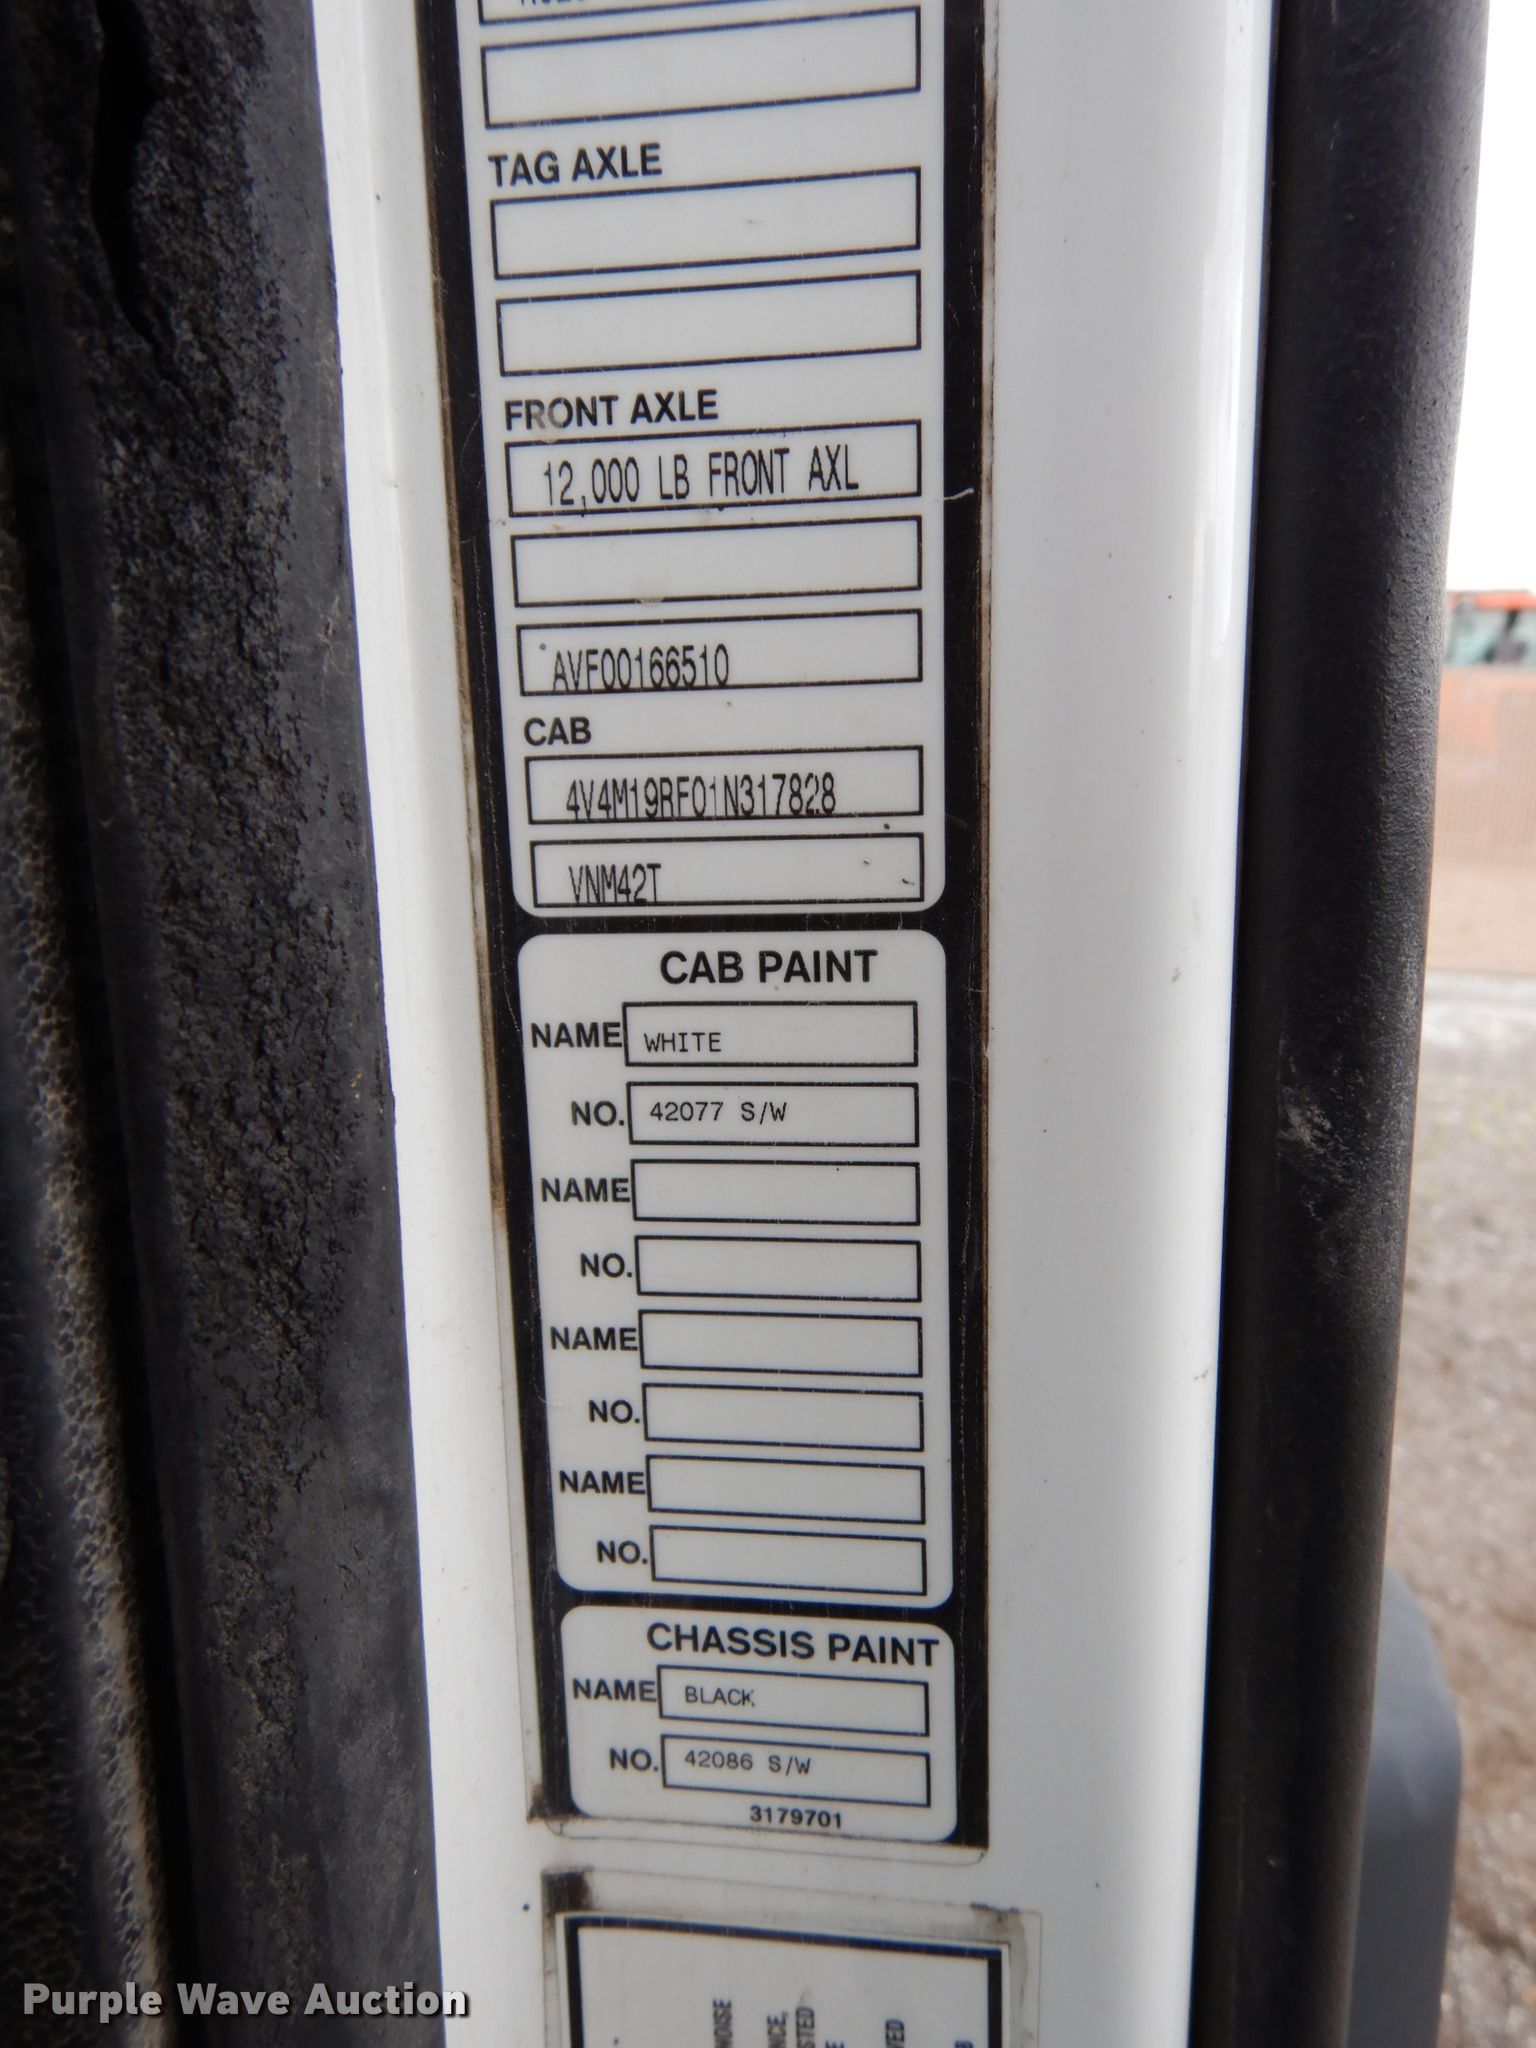 TAG AXLE
FRONT AXLE
12,000 LB FRONT AXL
AVF00166510
CAB
4V4M19RF01N317828
VNM42T
CAB PAINT
NAME WHITE
NO. 42077 S/W
NAME
NO.
NAME
NO.
NAME
NO.
CHASSIS PAINT
NAME BLACK
NO. 42086 S/W
3179701
Purple Wave Auction